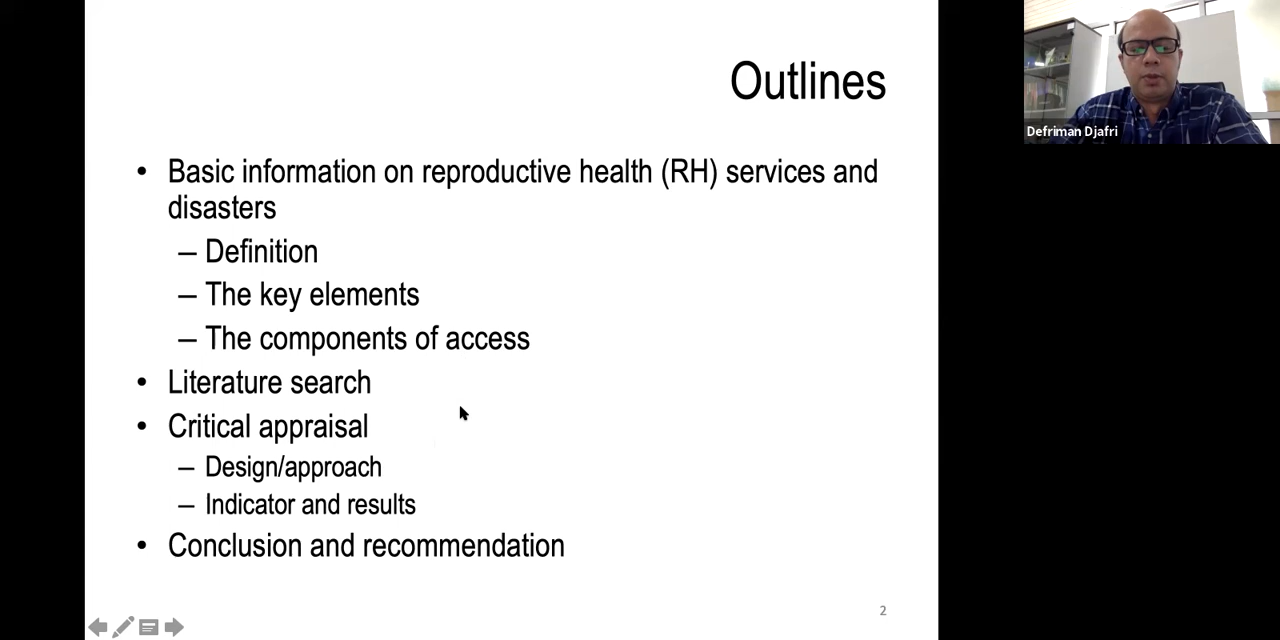 Outlines
• Basic information on reproductive health (RH) services and
disasters
– Definition
– The key elements
– The components of access
• Literature search
• Critical appraisal
– Design/approach
– Indicator and results
• Conclusion and recommendation
2
Defriman Djafri